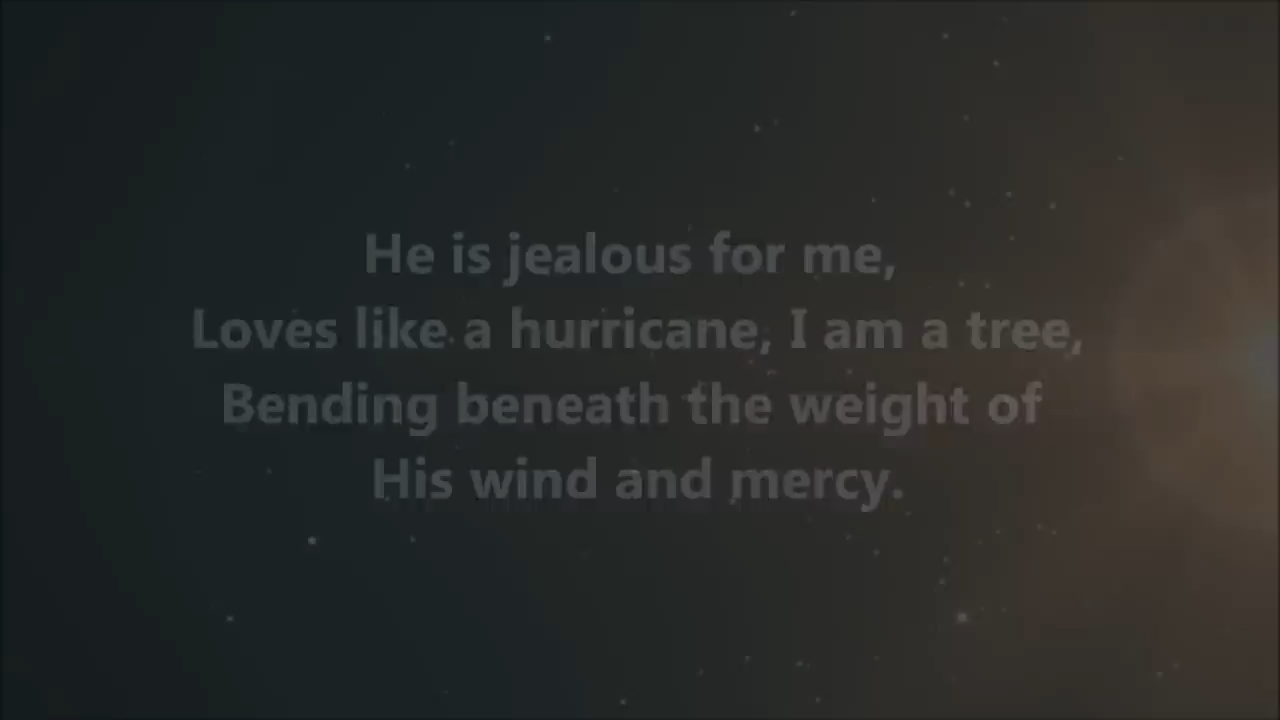 He is jealous for me,
Loves like a hurricane, I am a tree,
Bending beneath the weight of
His wind and mercy.